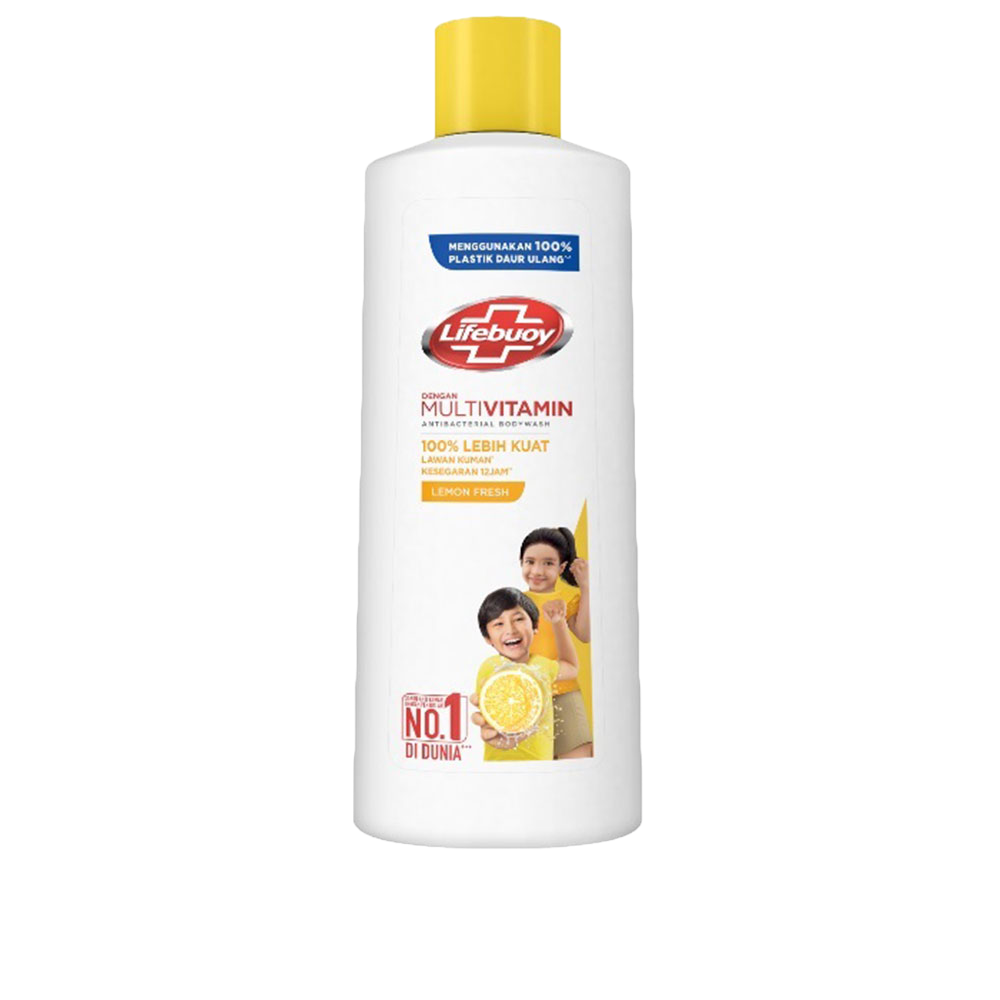 MENGGUNAKAN 100%
PLASTIK DAUR ULANG
Lifebuoy
DENGAN
MULTIVITAMIN
ANTIBACTERIAL BODYWASH
100% LEBIH KUAT
LAWAN KUMAN*
KESEGARAN 12JAM**
LEMON FRESH
NO.1
DI DUNIA***